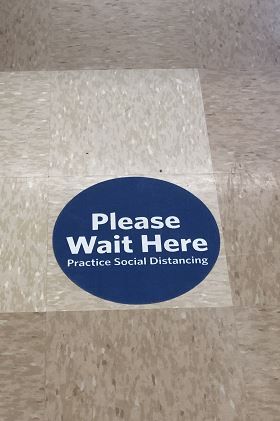 Please
Wait Here
Practice Social Distancing